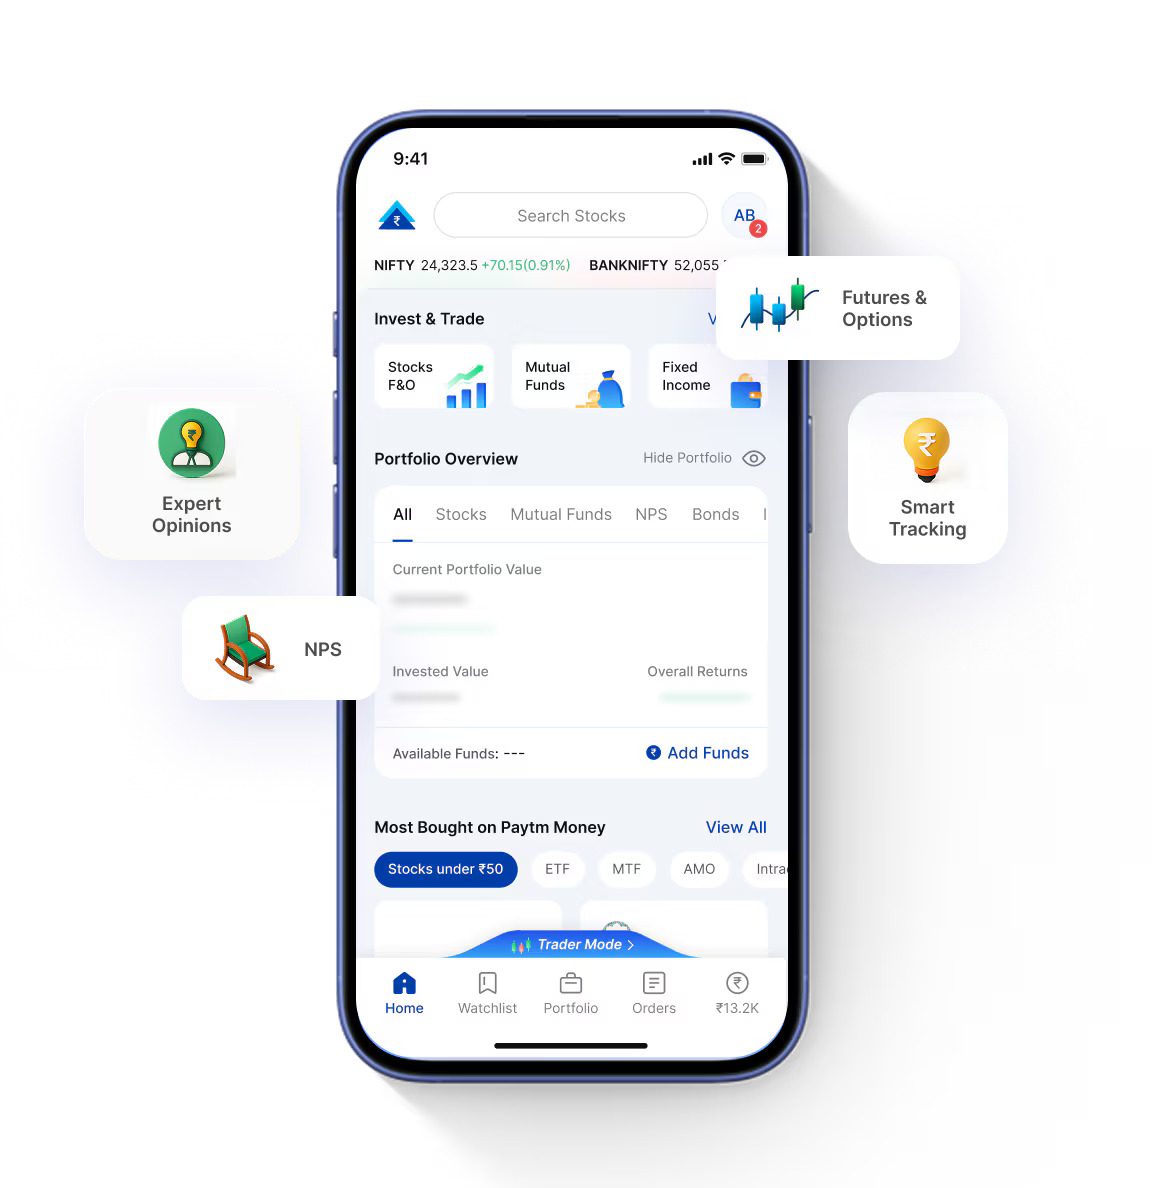 9:41
₹
Search Stocks
AB
2
NIFTY 24,323.5 +70.15(0.91%) BANKNIFTY 52,055
Futures &
Options
Invest & Trade
Stocks
F&O
Mutual
Funds
Fixed
Income
₹
Expert
Opinions
₹
Smart
Tracking
Portfolio Overview
Hide Portfolio
All Stocks Mutual Funds NPS Bonds
Current Portfolio Value
NPS
Invested Value
Overall Returns
Available Funds: ---
₹ Add Funds
Most Bought on Paytm Money
View All
Stocks under ₹50
ETF
MTF
AMO
Intra
Trader Mode >
Home
Watchlist
Portfolio
Orders
₹
₹13.2K